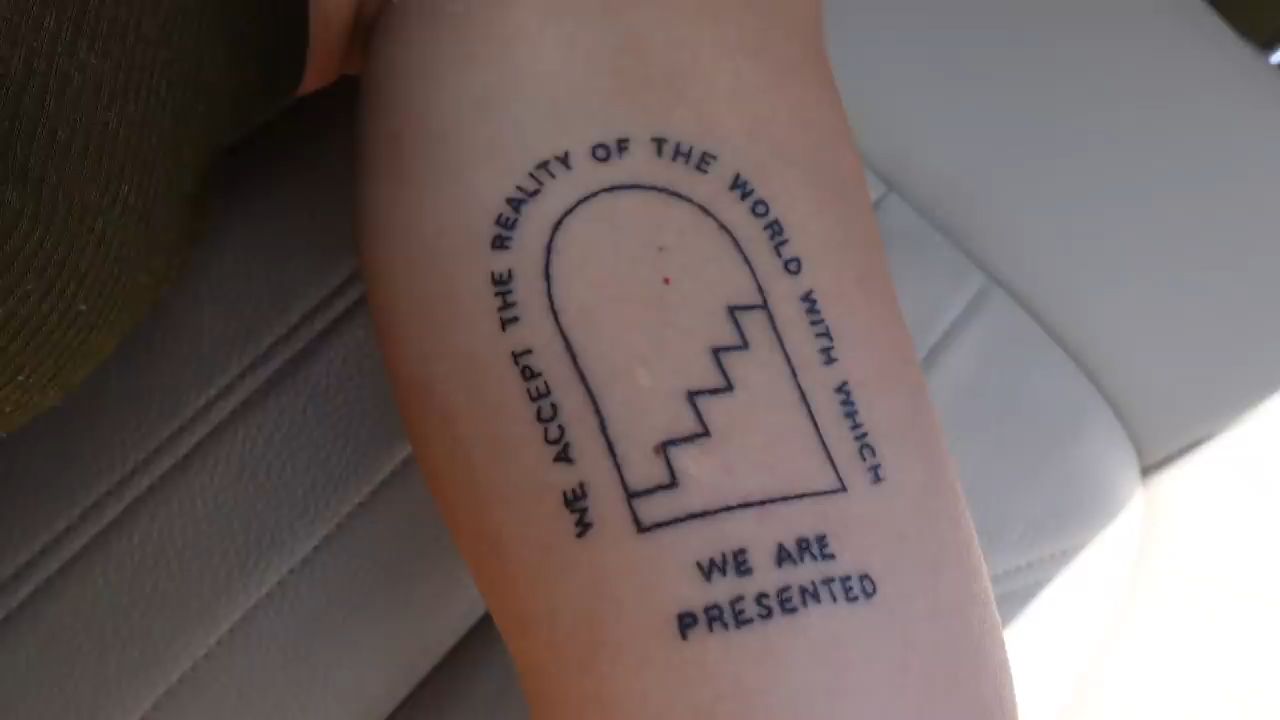 WE ACCEPT THE REALITY OF THE WORLD WITH WHICH
WE ARE
PRESENTED